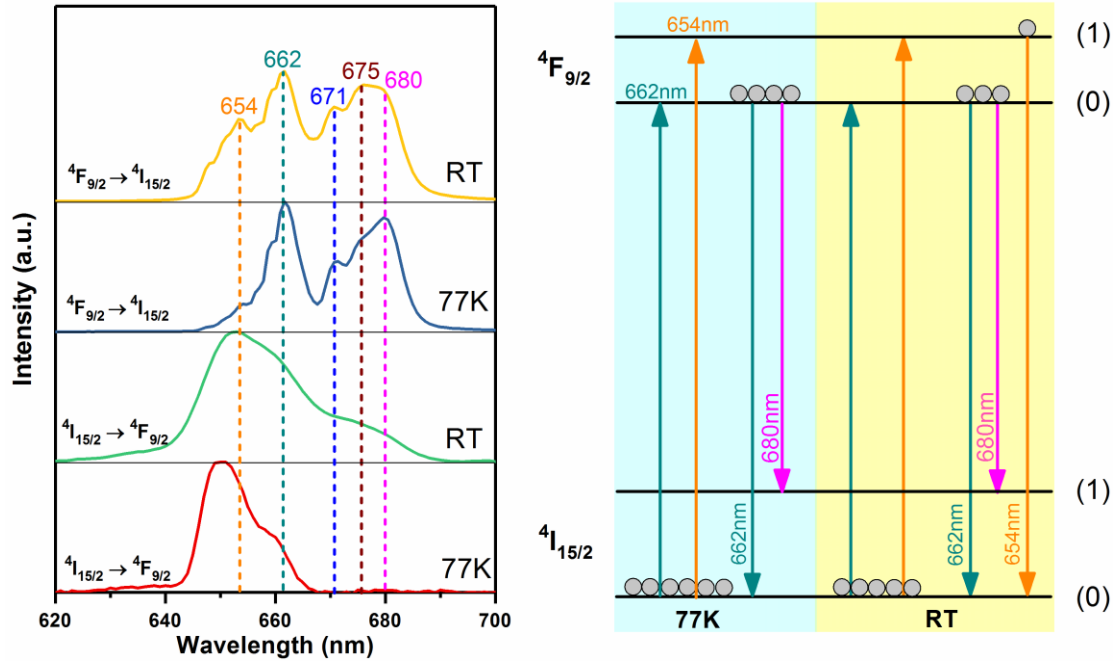 Intensity (a.u.)
654
662
671
675
680
⁴F₉/₂ → ⁴I₁₅/₂
RT
⁴F₉/₂ → ⁴I₁₅/₂
77K
⁴I₁₅/₂ → ⁴F₉/₂
RT
⁴I₁₅/₂ → ⁴F₉/₂
77K
620 640 660 680 700
Wavelength (nm)
654nm
(1)
⁴F₉/₂
662nm
(0)
680nm
680nm
(1)
⁴I₁₅/₂
662nm
662nm
654nm
(0)
77K
RT